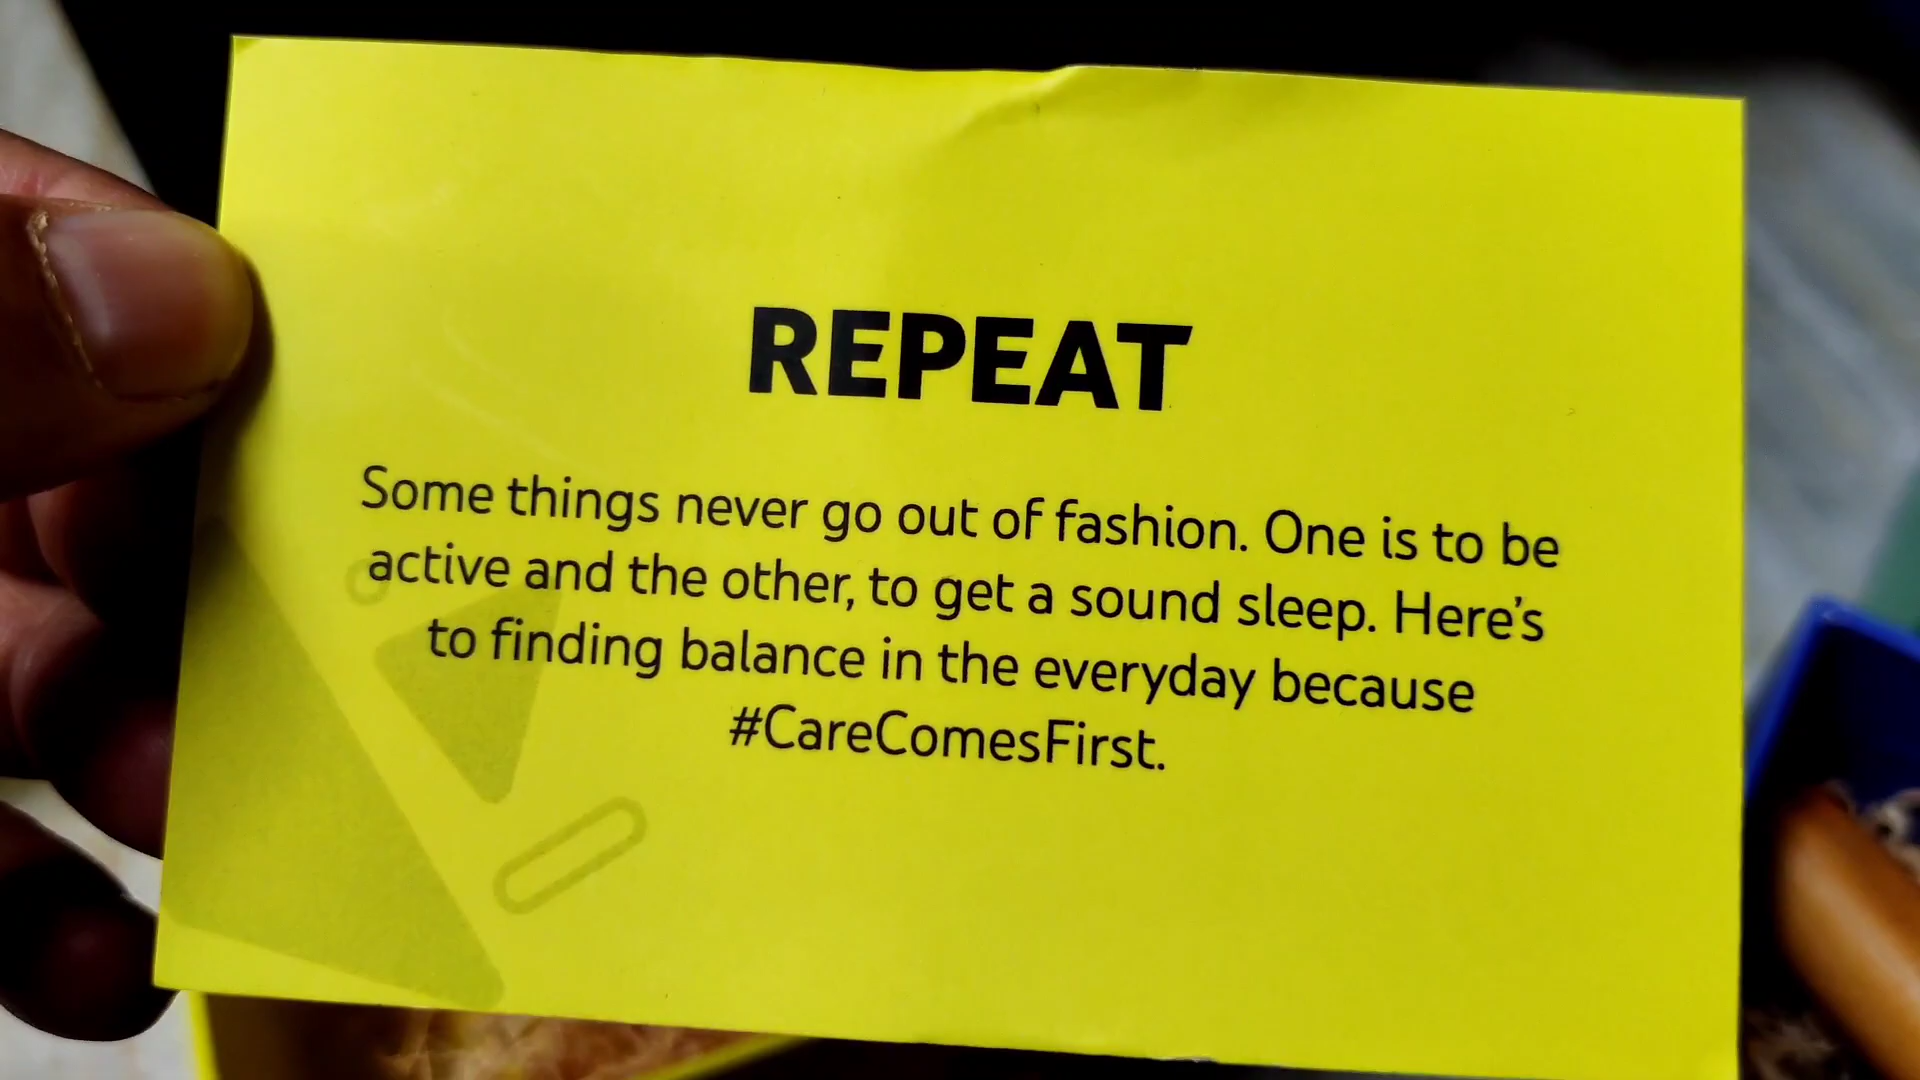 REPEAT
Some things never go out of fashion. One is to be
active and the other, to get a sound sleep. Here's
to finding balance in the everyday because
#CareComesFirst.